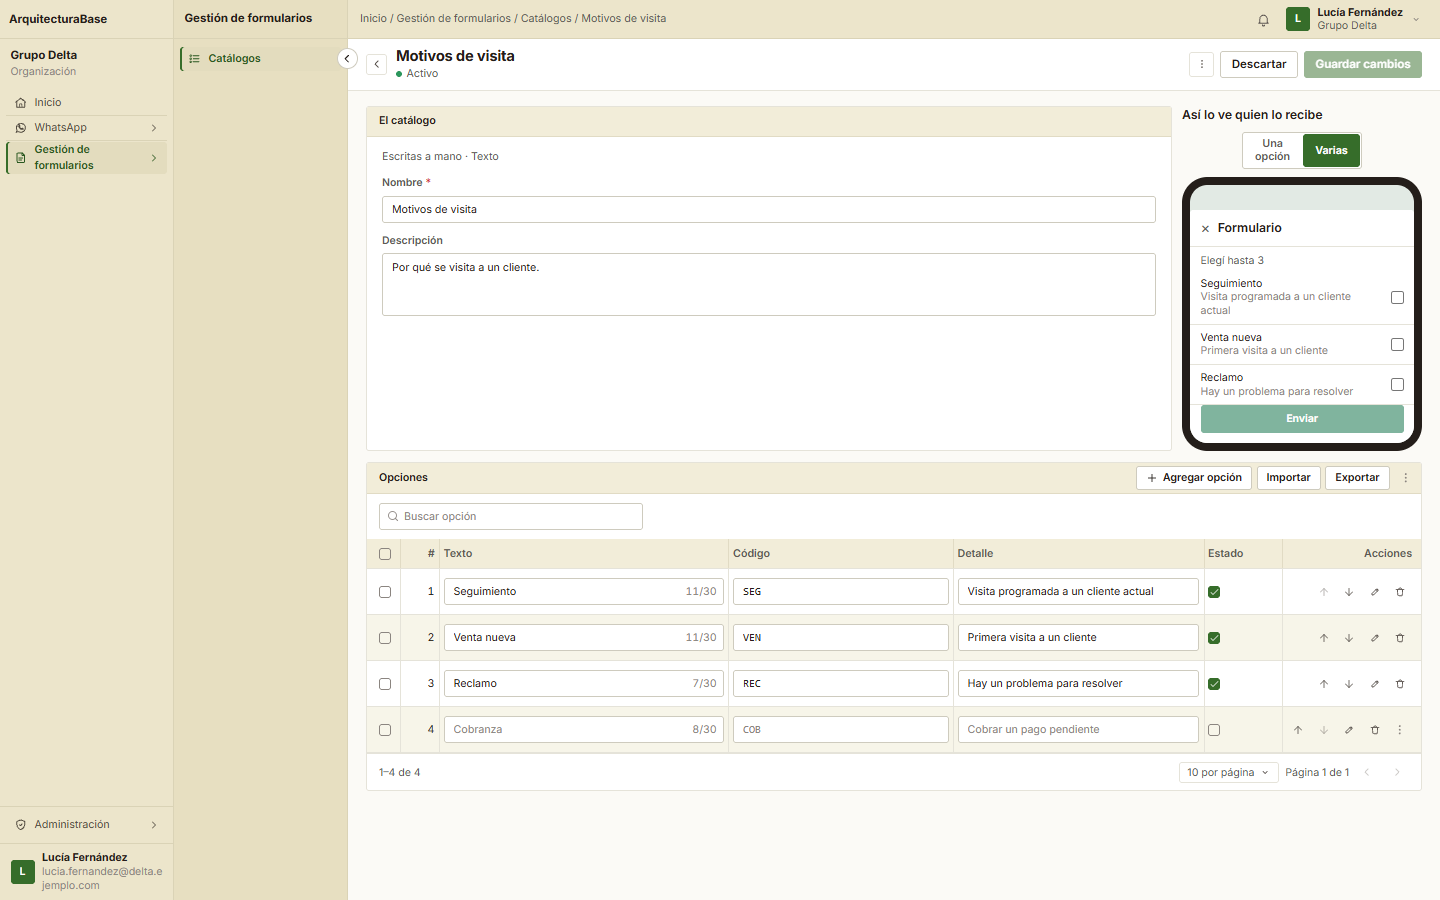 ArquitecturaBase
Grupo Delta
Organización
Inicio
WhatsApp
Gestión de
formularios
Administración
L
Lucía Fernández
lucia.fernandez@delta.e
jemplo.com
Gestión de formularios
Catálogos
Inicio / Gestión de formularios / Catálogos / Motivos de visita
L
Lucía Fernández
Grupo Delta
Motivos de visita
Activo
Descartar
Guardar cambios
El catálogo
Escritas a mano · Texto
Nombre *
Motivos de visita
Descripción
Por qué se visita a un cliente.
Así lo ve quien lo recibe
Una
opción
Varias
Formulario
Elegí hasta 3
Seguimiento
Visita programada a un cliente
actual
Venta nueva
Primera visita a un cliente
Reclamo
Hay un problema para resolver
Enviar
Opciones
Agregar opción
Importar
Exportar
Buscar opción
# Texto Código Detalle Estado Acciones
1 Seguimiento 11/30 SEG Visita programada a un cliente actual
2 Venta nueva 11/30 VEN Primera visita a un cliente
3 Reclamo 7/30 REC Hay un problema para resolver
4 Cobranza 8/30 COB Cobrar un pago pendiente
1–4 de 4
10 por página
Página 1 de 1